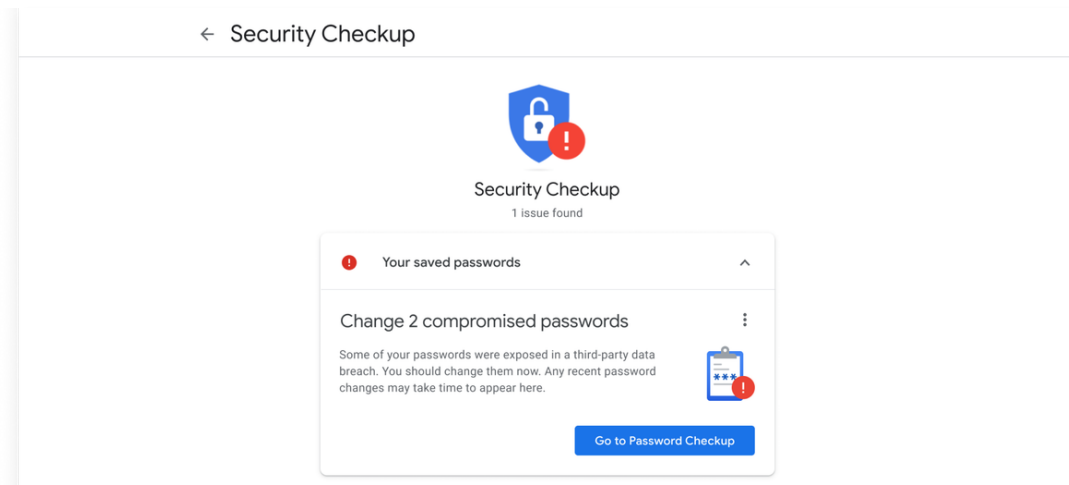 Security Checkup
Security Checkup
1 issue found
Your saved passwords
Change 2 compromised passwords
Some of your passwords were exposed in a third-party data
breach. You should change them now. Any recent password
changes may take time to appear here.
***
Go to Password Checkup